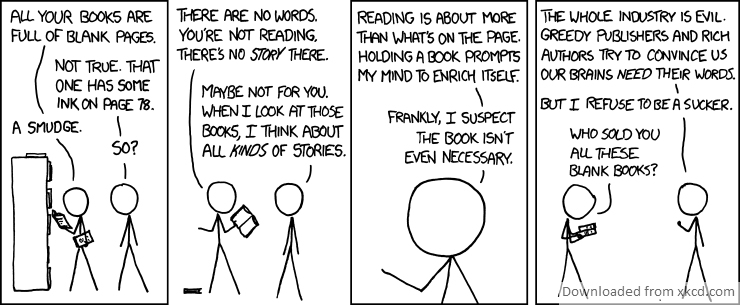 ALL YOUR BOOKS ARE
FULL OF BLANK PAGES.
NOT TRUE. THAT
ONE HAS SOME
INK ON PAGE 78.
A SMUDGE.
SO?
THERE ARE NO WORDS.
YOU'RE NOT READING.
THERE'S NO STORY THERE.
MAYBE NOT FOR YOU.
WHEN I LOOK AT THOSE
BOOKS, I THINK ABOUT
ALL KINDS OF STORIES.
READING IS ABOUT MORE
THAN WHAT'S ON THE PAGE.
HOLDING A BOOK PROMPTS
MY MIND TO ENRICH ITSELF.
FRANKLY, I SUSPECT
THE BOOK ISN'T
EVEN NECESSARY.
THE WHOLE INDUSTRY IS EVIL.
GREEDY PUBLISHERS AND RICH
AUTHORS TRY TO CONVINCE US
OUR BRAINS NEED THEIR WORDS.
BUT I REFUSE TO BE A SUCKER.
WHO SOLD YOU
ALL THESE
BLANK BOOKS?
Downloaded from xkcd.com